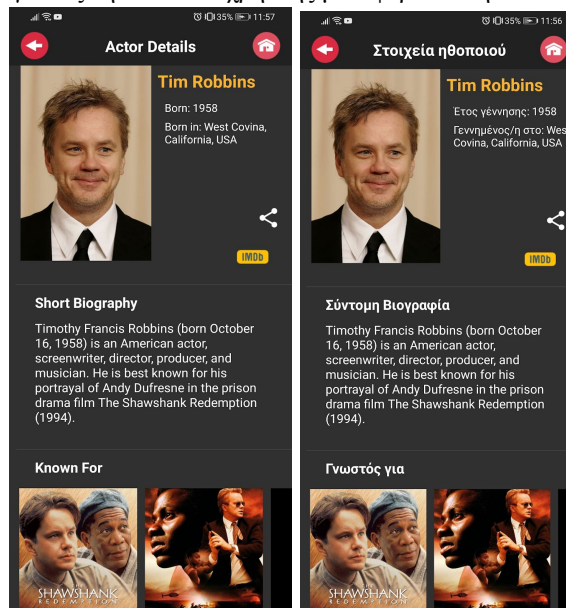 35% 11:57
Actor Details
Tim Robbins
Born: 1958
Born in: West Covina,
California, USA
IMDb
Short Biography
Timothy Francis Robbins (born October
16, 1958) is an American actor,
screenwriter, director, producer, and
musician. He is best known for his
portrayal of Andy Dufresne in the prison
drama film The Shawshank Redemption
(1994).
Known For
THE
SHAWSHANK
REDEMPTION
35% 11:56
Στοιχεία ηθοποιού
Tim Robbins
Έτος γέννησης: 1958
Γεννημένος/η στο: Wes
Covina, California, USA
IMDb
Σύντομη Βιογραφία
Timothy Francis Robbins (born October
16, 1958) is an American actor,
screenwriter, director, producer, and
musician. He is best known for his
portrayal of Andy Dufresne in the prison
drama film The Shawshank Redemption
(1994).
Γνωστός για
THE
SHAWSHANK
REDEMPTION